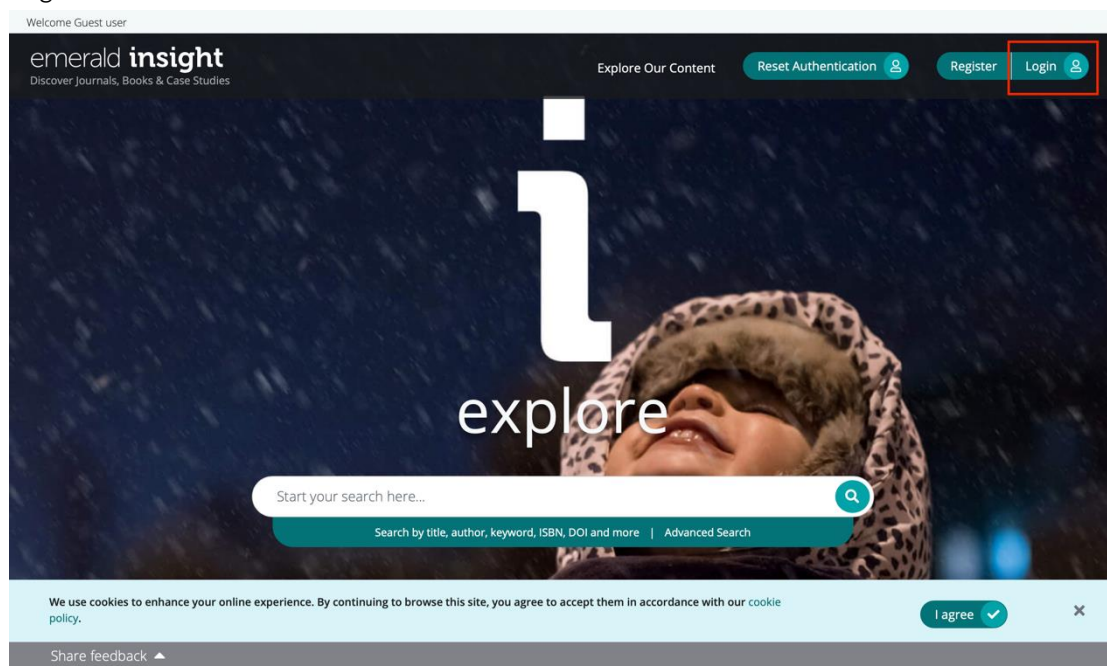 Welcome Guest user
emerald insight
Discover Journals, Books & Case Studies
Explore Our Content
Reset Authentication
Register
Login
i
explore
Start your search here...
Search by title, author, keyword, ISBN, DOI and more | Advanced Search
We use cookies to enhance your online experience. By continuing to browse this site, you agree to accept them in accordance with our cookie
policy.
I agree
Share feedback